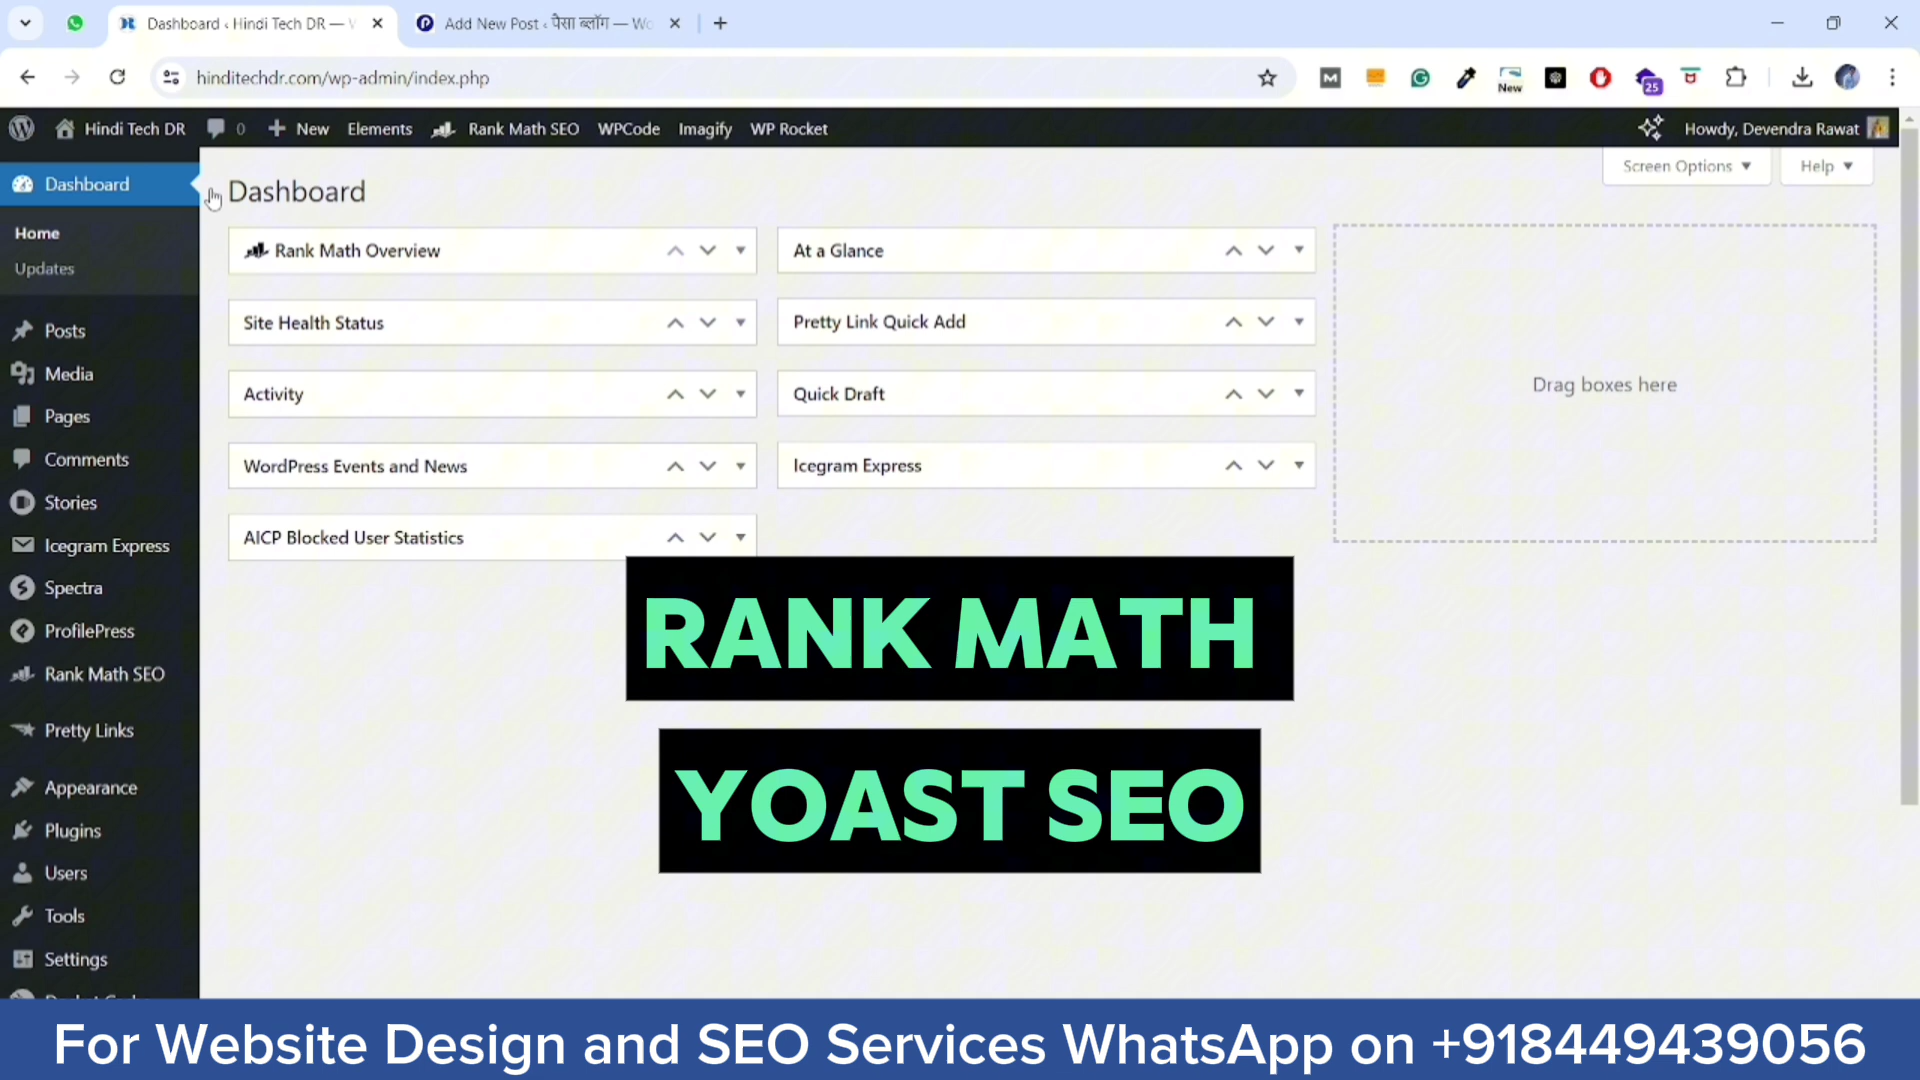 Dashboard ‹ Hindi Tech DR — W
Add New Post ‹ पैसा ब्लॉग — Wo
hinditechdr.com/wp-admin/index.php
New
25
Hindi Tech DR
0
New
Elements
Rank Math SEO
WPCode
Imagify
WP Rocket
Howdy, Devendra Rawat
Dashboard
Home
Updates
Posts
Media
Pages
Comments
Stories
Icegram Express
Spectra
ProfilePress
Rank Math SEO
Pretty Links
Appearance
Plugins
Users
Tools
Settings
Screen Options
Help
Dashboard
Rank Math Overview
At a Glance
Site Health Status
Pretty Link Quick Add
Activity
Quick Draft
WordPress Events and News
Icegram Express
AICP Blocked User Statistics
Drag boxes here
RANK MATH
YOAST SEO
For Website Design and SEO Services WhatsApp on +918449439056